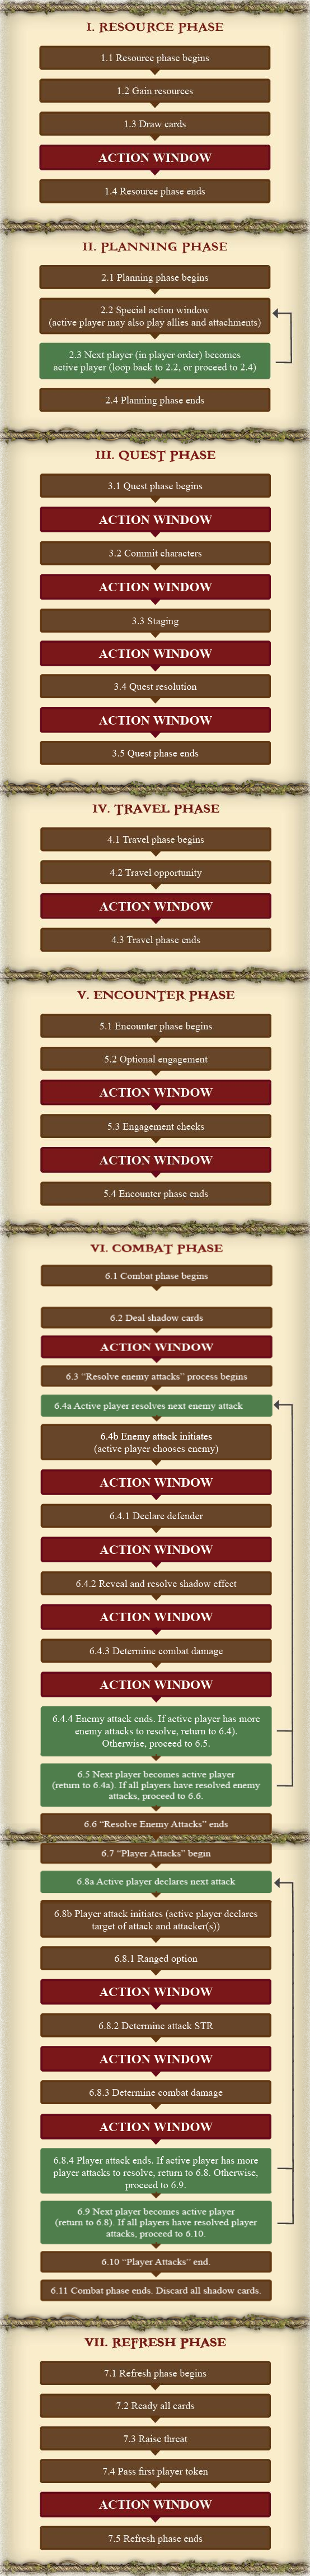 I. RESOURCE PHASE
1.1 Resource phase begins
1.2 Gain resources
1.3 Draw cards
ACTION WINDOW
1.4 Resource phase ends
II. PLANNING PHASE
2.1 Planning phase begins
2.2 Special action window
(active player may also play allies and attachments)
2.3 Next player (in player order) becomes
active player (loop back to 2.2, or proceed to 2.4)
2.4 Planning phase ends
III. QUEST PHASE
3.1 Quest phase begins
ACTION WINDOW
3.2 Commit characters
ACTION WINDOW
3.3 Staging
ACTION WINDOW
3.4 Quest resolution
ACTION WINDOW
3.5 Quest phase ends
IV. TRAVEL PHASE
4.1 Travel phase begins
4.2 Travel opportunity
ACTION WINDOW
4.3 Travel phase ends
V. ENCOUNTER PHASE
5.1 Encounter phase begins
5.2 Optional engagement
ACTION WINDOW
5.3 Engagement checks
ACTION WINDOW
5.4 Encounter phase ends
VI. COMBAT PHASE
6.1 Combat phase begins
6.2 Deal shadow cards
ACTION WINDOW
6.3 “Resolve enemy attacks” process begins
6.4a Active player resolves next enemy attack
6.4b Enemy attack initiates
(active player chooses enemy)
ACTION WINDOW
6.4.1 Declare defender
ACTION WINDOW
6.4.2 Reveal and resolve shadow effect
ACTION WINDOW
6.4.3 Determine combat damage
ACTION WINDOW
6.4.4 Enemy attack ends. If active player has more
enemy attacks to resolve, return to 6.4).
Otherwise, proceed to 6.5.
6.5 Next player becomes active player
(return to 6.4a). If all players have resolved enemy
attacks, proceed to 6.6.
6.6 “Resolve Enemy Attacks” ends
6.7 “Player Attacks” begin
6.8a Active player declares next attack
6.8b Player attack initiates (active player declares
target of attack and attacker(s))
6.8.1 Ranged option
ACTION WINDOW
6.8.2 Determine attack STR
ACTION WINDOW
6.8.3 Determine combat damage
ACTION WINDOW
6.8.4 Player attack ends. If active player has more
player attacks to resolve, return to 6.8. Otherwise,
proceed to 6.9.
6.9 Next player becomes active player
(return to 6.8). If all players have resolved player
attacks, proceed to 6.10.
6.10 “Player Attacks” end.
6.11 Combat phase ends. Discard all shadow cards.
VII. REFRESH PHASE
7.1 Refresh phase begins
7.2 Ready all cards
7.3 Raise threat
7.4 Pass first player token
ACTION WINDOW
7.5 Refresh phase ends